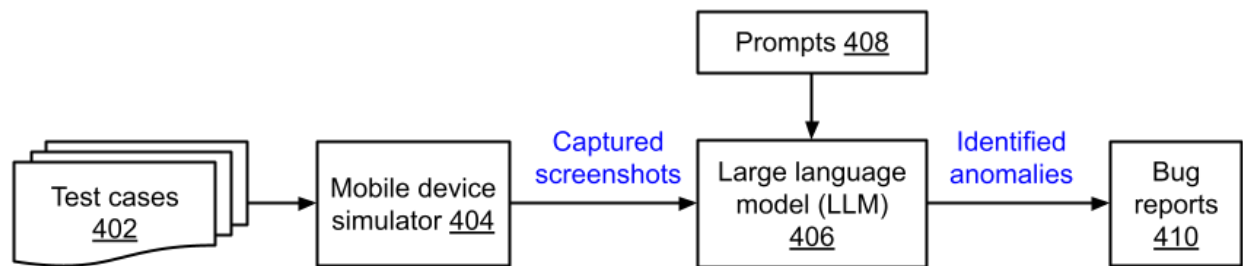 Prompts 408
Test cases
402
Mobile device
simulator 404
Captured
screenshots
Large language
model (LLM)
406
Identified
anomalies
Bug
reports
410